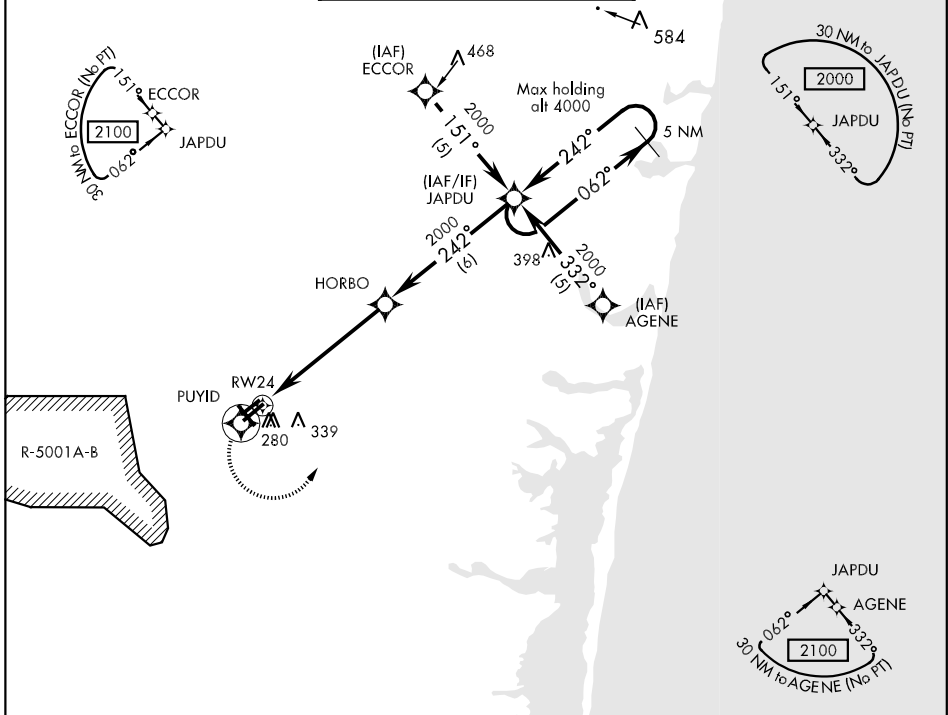 584
30 NM to ECCOR (No PT)
151°
ECCOR
2100
JAPDU
062°
(IAF)
ECCOR
468
2000
151°
(5)
Max holding
alt 4000
5 NM
242°
062°
30 NM to JAPDU (No PT)
2000
151°
JAPDU
332°
(IAF/IF)
JAPDU
2000
242°
(6)
398
2000
332°
(5)
HORBO
(IAF)
AGENE
PUYID
RW24
280
339
R-5001A-B
JAPDU
AGENE
062°
332°
2100
30 NM to AGENE (No PT)